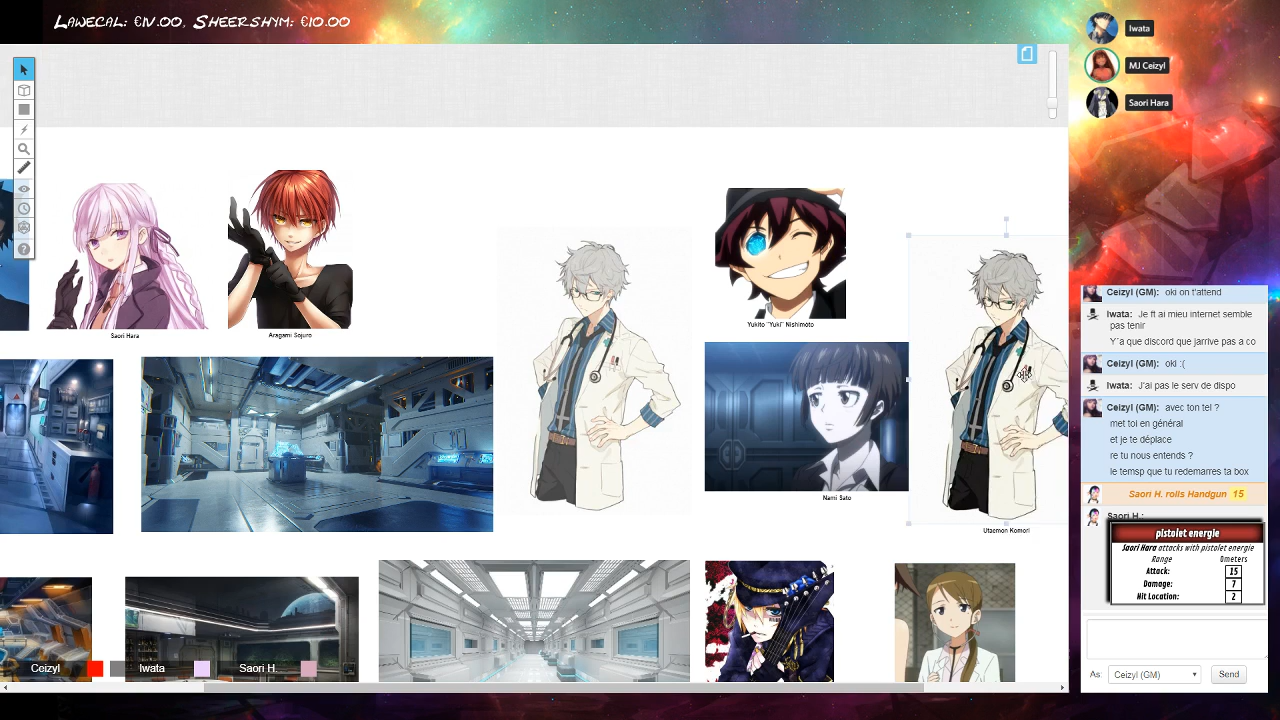 Lawecal: €IV.00, Sheershym: €10.00
Iwata
MJ Ceizyl
Saori Hara
Saori Hara
Aragami Sojuro
Yukito "Yuki" Nishimoto
Nami Sato
Utaemon Komori
Ceizyl
Iwata
Saori H.
Ceizyl (GM): oki on t'attend
Iwata: Je ft ai mieu internet semble
pas tenir
Y'a que discord que jarrive pas a co
Ceizyl (GM): oki :(
Iwata: J'ai pas le serv de dispo
Ceizyl (GM): avec ton tel ?
met toi en général
et je te déplace
re tu nous entends ?
le temsp que tu redemarres ta box
Saori H. rolls Handgun 15
Saori H.:
pistolet energie
Saori Hara attacks with pistolet energie
Range 0meters
Attack: 15
Damage: 7
Hit Location: 2
As: Ceizyl (GM) Send